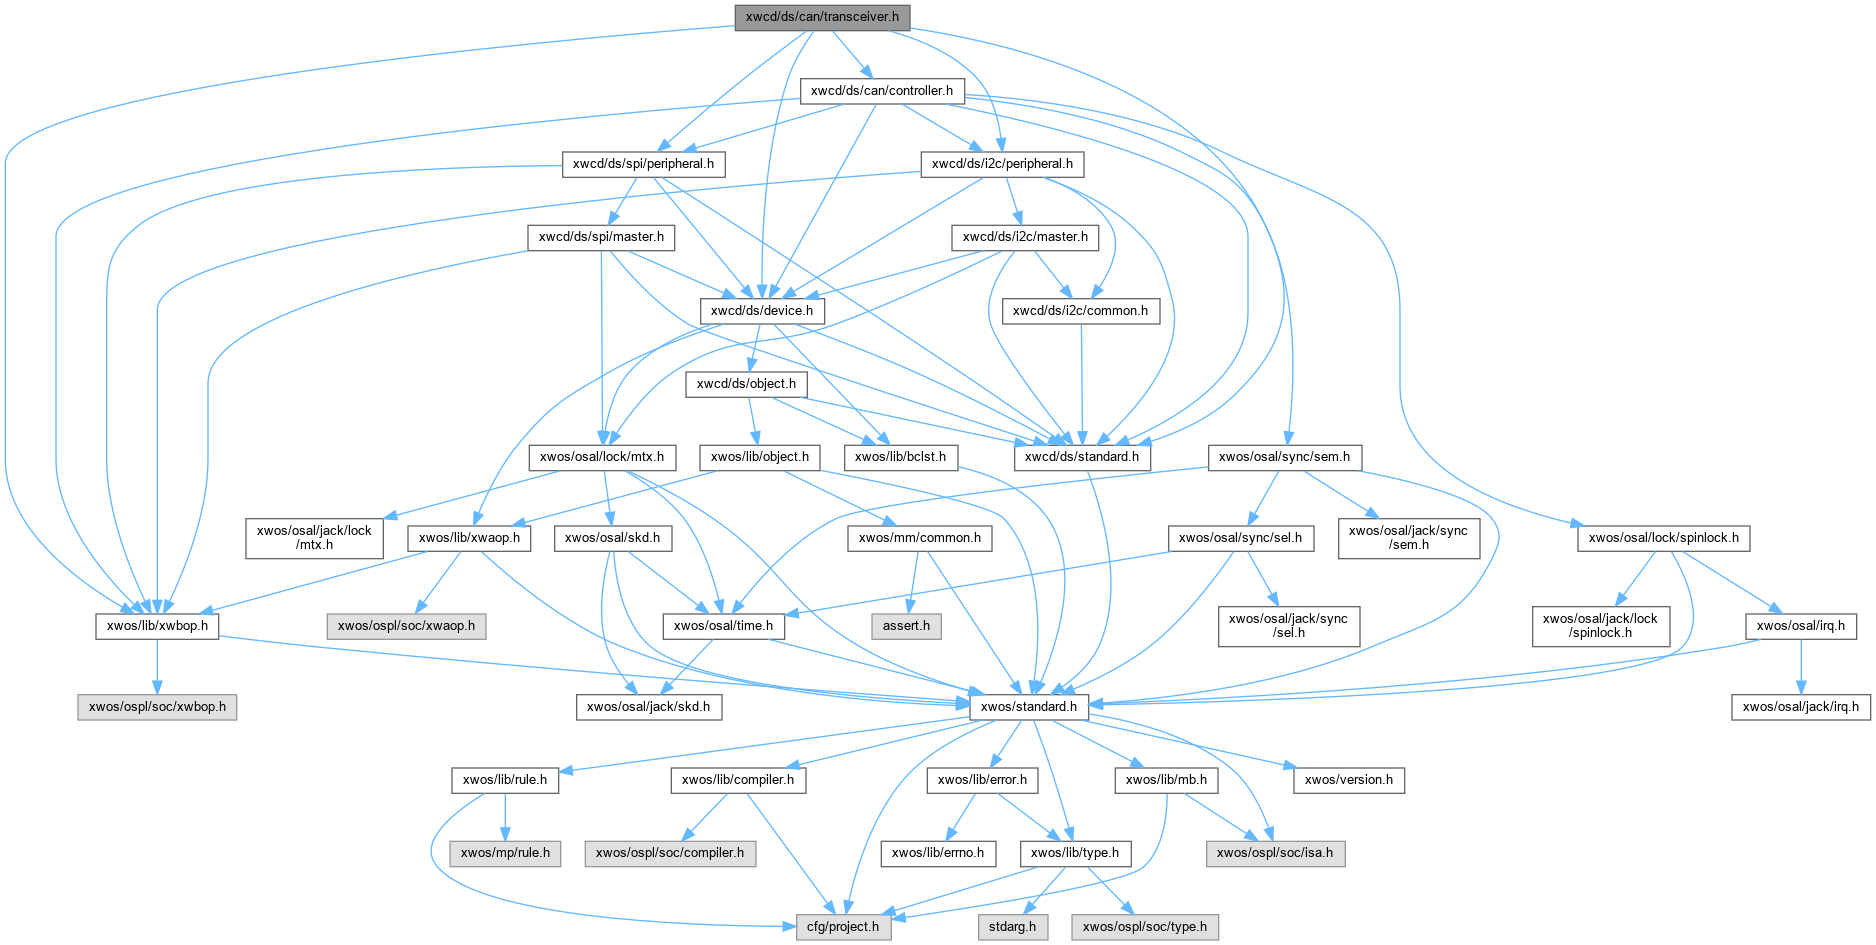 xwcd/ds/can/transceiver.h
xwcd/ds/can/controller.h
xwcd/ds/spi/peripheral.h
xwcd/ds/i2c/peripheral.h
xwcd/ds/spi/master.h
xwcd/ds/i2c/master.h
xwcd/ds/device.h
xwcd/ds/i2c/common.h
xwcd/ds/object.h
xwos/osal/lock/mtx.h
xwos/lib/object.h
xwos/lib/bclst.h
xwcd/ds/standard.h
xwos/osal/sync/sem.h
xwos/osal/jack/lock
/mtx.h
xwos/lib/xwaop.h
xwos/osal/skd.h
xwos/mm/common.h
xwos/osal/sync/sel.h
xwos/osal/jack/sync
/sem.h
xwos/osal/lock/spinlock.h
xwos/lib/xwbop.h
xwos/ospl/soc/xwaop.h
xwos/osal/time.h
assert.h
xwos/osal/jack/sync
/sel.h
xwos/osal/jack/lock
/spinlock.h
xwos/osal/irq.h
xwos/ospl/soc/xwbop.h
xwos/osal/jack/skd.h
xwos/standard.h
xwos/osal/jack/irq.h
xwos/lib/rule.h
xwos/lib/compiler.h
xwos/lib/error.h
xwos/lib/mb.h
xwos/version.h
xwos/mp/rule.h
xwos/ospl/soc/compiler.h
xwos/lib/errno.h
xwos/lib/type.h
xwos/ospl/soc/isa.h
cfg/project.h
stdarg.h
xwos/ospl/soc/type.h